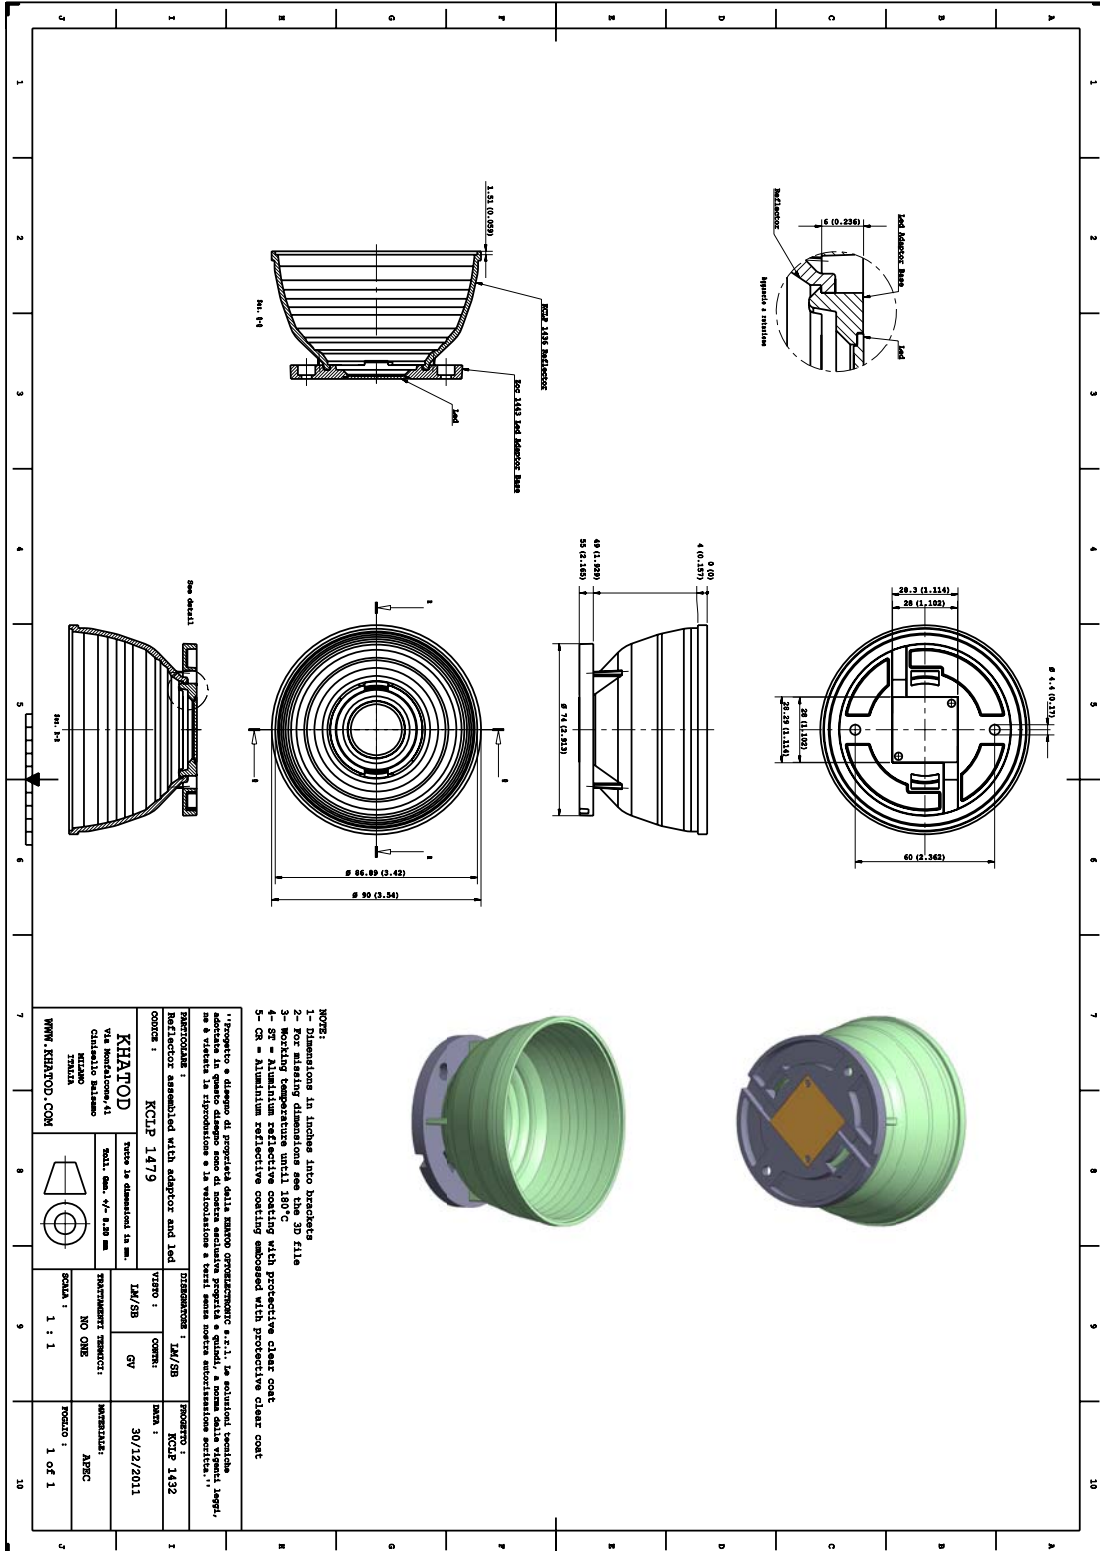 6 (0.236)
Led Adaptor Base
Reflector
Led
Aggancio a rotazione
1.51 (0.059)
KCLP 1436 Reflector
Loc 1443 Led Adaptor Base
Led
28.3 (1.114)
28 (1.102)
Ø 4.4 (0.17)
28 (1.102)
28.29 (1.114)
60 (2.362)
0 (0)
4 (0.157)
49 (1.929)
55 (2.165)
Ø 74 (2.913)
Ø 86.89 (3.42)
Ø 90 (3.54)
See detail
NOTE:
1- Dimensions in inches into brackets
2- For missing dimensions see the 3D file
3- Working temperature until 180°C
4- ST = Aluminium reflective coating with protective clear coat
5- CR = Aluminium reflective coating embossed with protective clear coat
''Progetto e disegno di proprietà della KHATOD OPTOELECTRONIC s.r.l. Le soluzioni tecniche
adottate in questo disegno sono di nostra esclusiva proprità e quindi, a norma delle vigenti leggi,
ne è vietata la riproduzione e la veicolazione a terzi senza nostra autorizzazione scritta.''
PARTICOLARE :
Reflector assembled with adaptor and led
DISEGNATORE :
LM/SB
PROGETTO :
KCLP 1432
CODICE :
KCLP 1479
VISTO :
LM/SB
CONTR:
GV
DATA :
30/12/2011
KHATOD
Via Monfalcone,41
Cinisello Balsamo
MILANO
ITALIA
WWW.KHATOD.COM
Tutte le dimensioni in mm.
Toll. Gen. +/- 0.20 mm
TRATTAMENTI TERMICI:
NO ONE
MATERIALE:
APEC
SCALA :
1 : 1
FOGLIO :
1 of 1